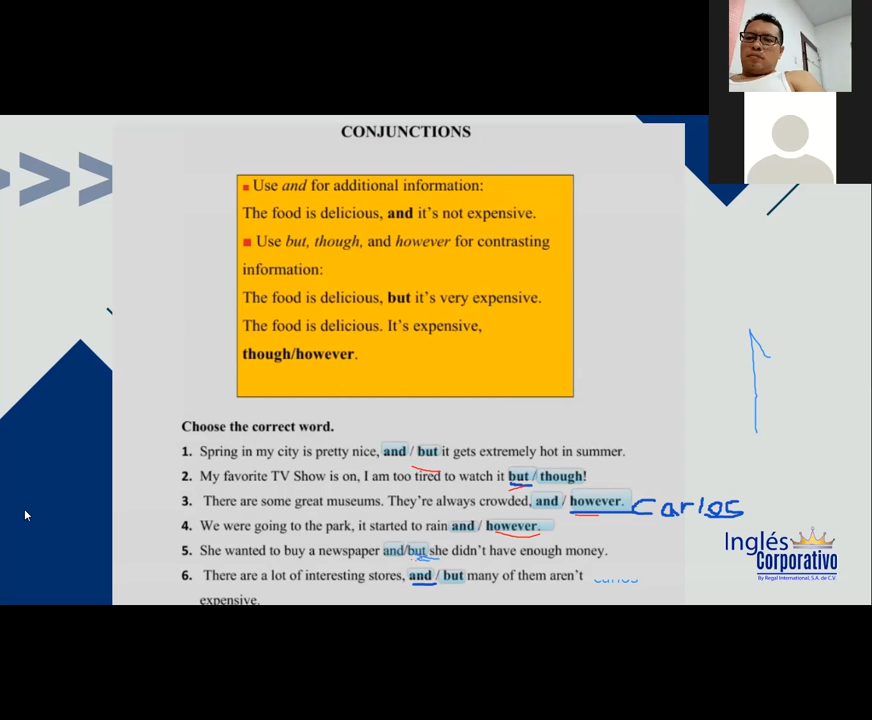 CONJUNCTIONS
▪ Use and for additional information:
The food is delicious, and it's not expensive.
■ Use but, though, and however for contrasting
information:
The food is delicious, but it's very expensive.
The food is delicious. It's expensive,
though/however.
Choose the correct word.
1. Spring in my city is pretty nice, and / but it gets extremely hot in summer.
2. My favorite TV Show is on, I am too tired to watch it but / though!
3. There are some great museums. They're always crowded, and / however. Carlos
4. We were going to the park, it started to rain and / however.
5. She wanted to buy a newspaper and/but she didn't have enough money.
6. There are a lot of interesting stores, and / but many of them aren't carlos
expensive.
Inglés
Corporativo
By Regal International, S.A. de C.V.